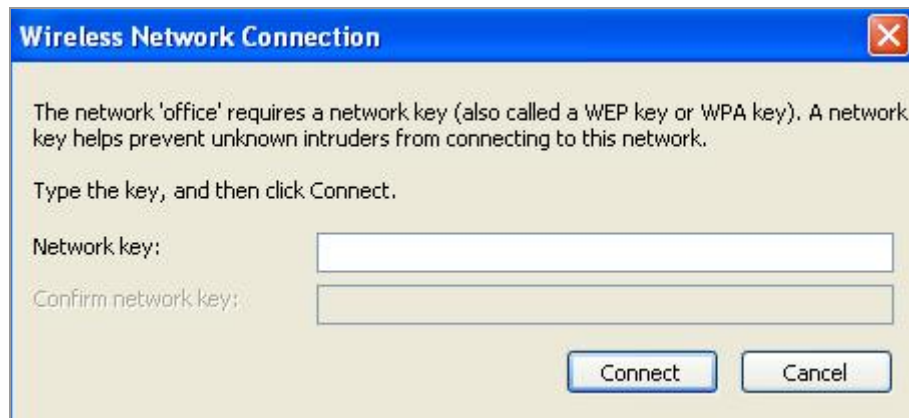 Wireless Network Connection
The network 'office' requires a network key (also called a WEP key or WPA key). A network
key helps prevent unknown intruders from connecting to this network.
Type the key, and then click Connect.
Network key:
Confirm network key:
Connect Cancel